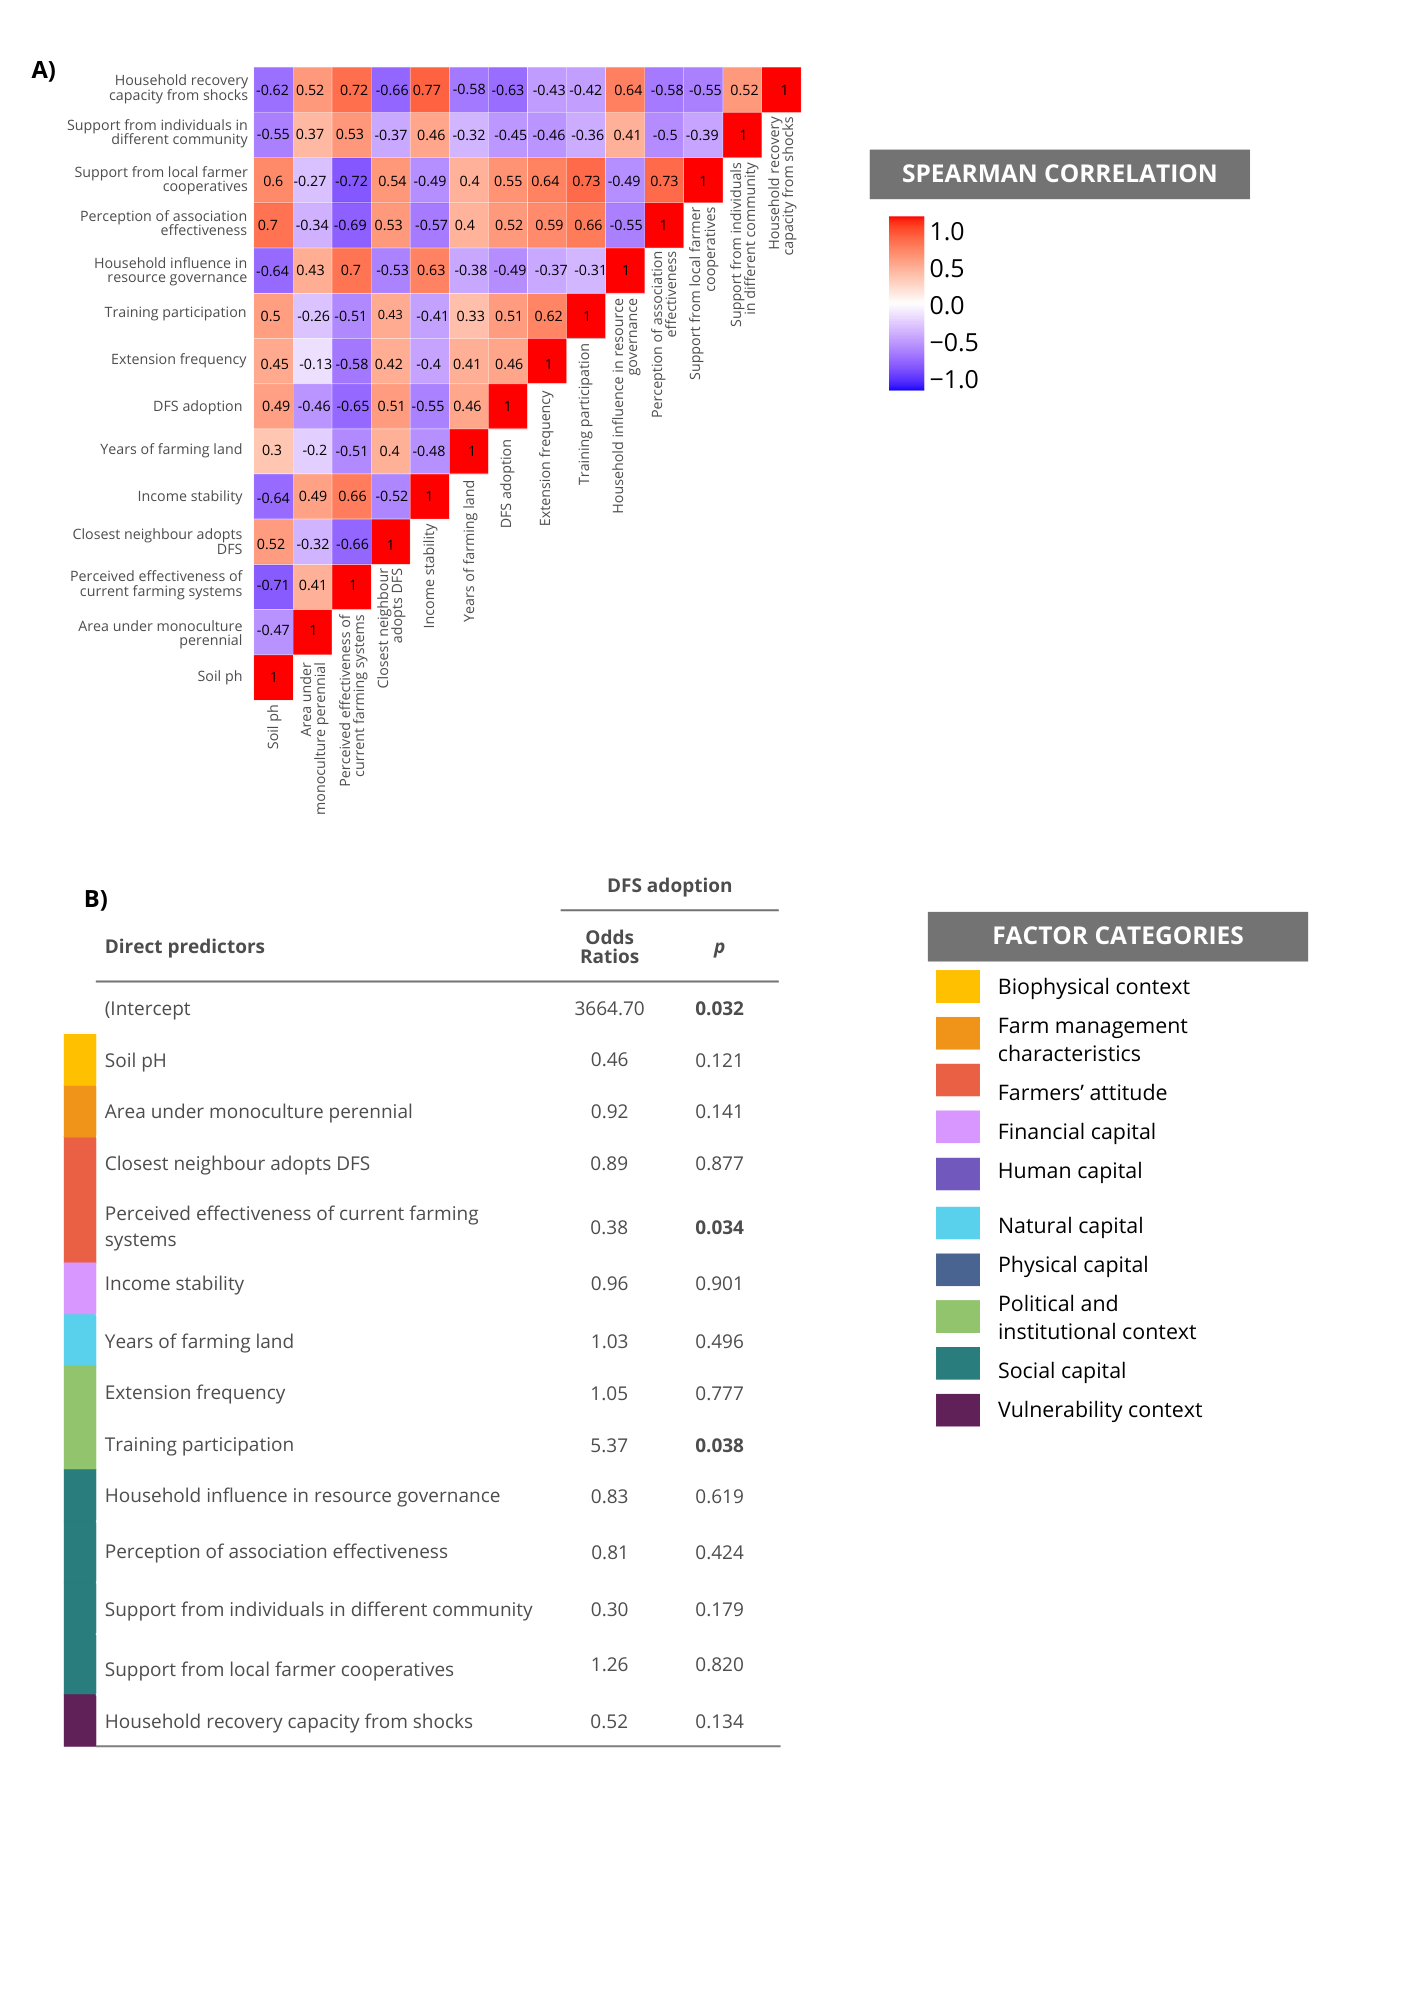 A)
Household recovery
capacity from shocks
-0.62 0.52 0.72 -0.66 0.77 -0.58 -0.63 -0.43 -0.42 0.64 -0.58 -0.55 0.52 1
Support from individuals in
different community
-0.55 0.37 0.53 -0.37 0.46 -0.32 -0.45 -0.46 -0.36 0.41 -0.5 -0.39 1
Support from local farmer
cooperatives
0.6 -0.27 -0.72 0.54 -0.49 0.4 0.55 0.64 0.73 -0.49 0.73 1
Perception of association
effectiveness
0.7 -0.34 -0.69 0.53 -0.57 0.4 0.52 0.59 0.66 -0.55 1
Household influence in
resource governance
-0.64 0.43 0.7 -0.53 0.63 -0.38 -0.49 -0.37 -0.31 1
Training participation
0.5 -0.26 -0.51 0.43 -0.41 0.33 0.51 0.62 1
Extension frequency
0.45 -0.13 -0.58 0.42 -0.4 0.41 0.46 1
DFS adoption
0.49 -0.46 -0.65 0.51 -0.55 0.46 1
Years of farming land
0.3 -0.2 -0.51 0.4 -0.48 1
Income stability
-0.64 0.49 0.66 -0.52 1
Closest neighbour adopts
DFS
0.52 -0.32 -0.66 1
Perceived effectiveness of
current farming systems
-0.71 0.41 1
Area under monoculture
perennial
-0.47 1
Soil ph
1
Soil ph
Area under
monoculture perennial
Perceived effectiveness of
current farming systems
Closest neighbour
adopts DFS
Income stability
Years of farming land
DFS adoption
Extension frequency
Training participation
Household influence in resource
governance
Perception of association
effectiveness
Support from local farmer
cooperatives
Support from individuals
in different community
Household recovery
capacity from shocks
SPEARMAN CORRELATION
1.0
0.5
0.0
−0.5
−1.0
B)
DFS adoption
Direct predictors
Odds
Ratios
p
(Intercept 3664.70 0.032
Soil pH 0.46 0.121
Area under monoculture perennial 0.92 0.141
Closest neighbour adopts DFS 0.89 0.877
Perceived effectiveness of current farming
systems
0.38 0.034
Income stability 0.96 0.901
Years of farming land 1.03 0.496
Extension frequency 1.05 0.777
Training participation 5.37 0.038
Household influence in resource governance 0.83 0.619
Perception of association effectiveness 0.81 0.424
Support from individuals in different community 0.30 0.179
Support from local farmer cooperatives 1.26 0.820
Household recovery capacity from shocks 0.52 0.134
FACTOR CATEGORIES
Biophysical context
Farm management
characteristics
Farmers’ attitude
Financial capital
Human capital
Natural capital
Physical capital
Political and
institutional context
Social capital
Vulnerability context